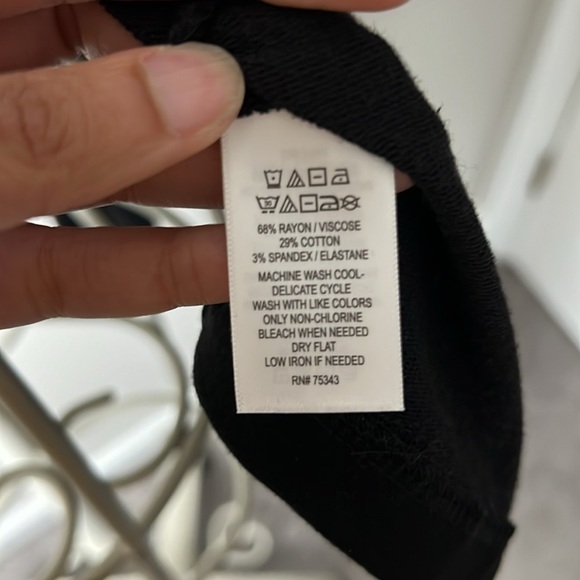 68% RAYON / VISCOSE
29% COTTON
3% SPANDEX / ELASTANE
MACHINE WASH COOL-
DELICATE CYCLE
WASH WITH LIKE COLORS
ONLY NON-CHLORINE
BLEACH WHEN NEEDED
DRY FLAT
LOW IRON IF NEEDED
RN# 75343